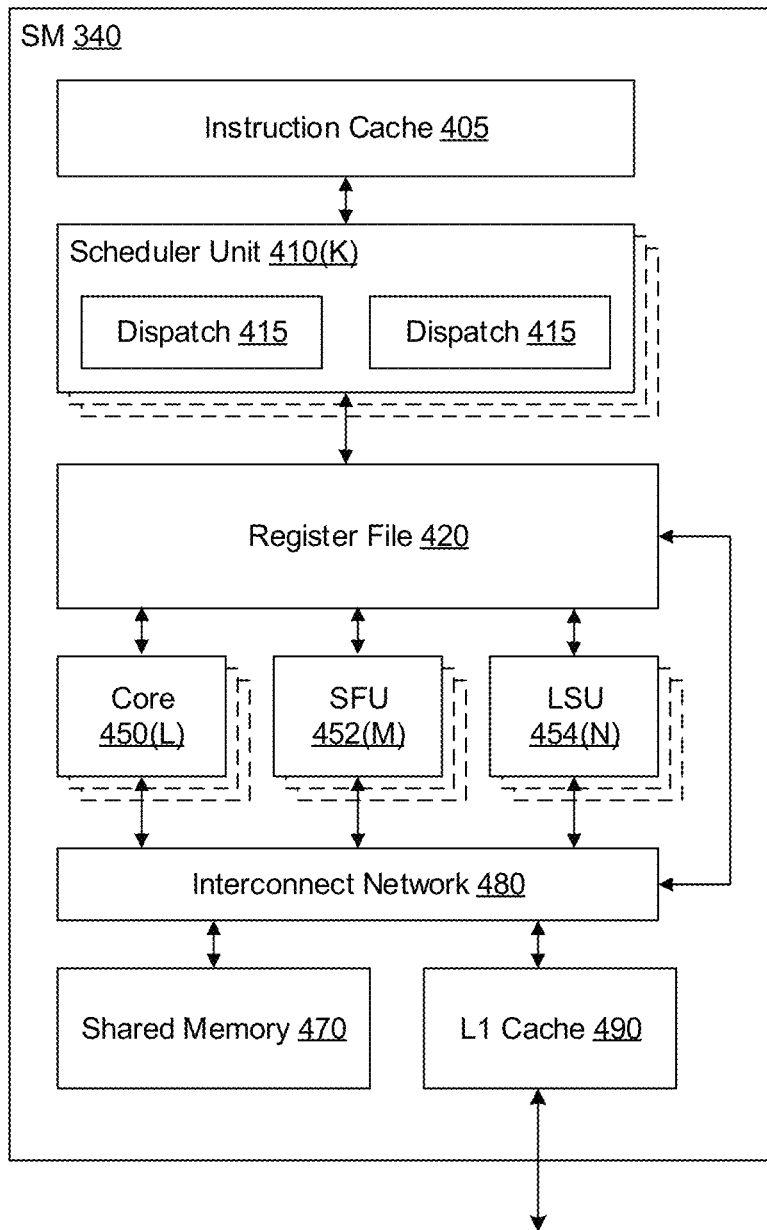 SM 340
Instruction Cache 405
Scheduler Unit 410(K)
Dispatch 415
Dispatch 415
Register File 420
Core
450(L)
SFU
452(M)
LSU
454(N)
Interconnect Network 480
Shared Memory 470
L1 Cache 490